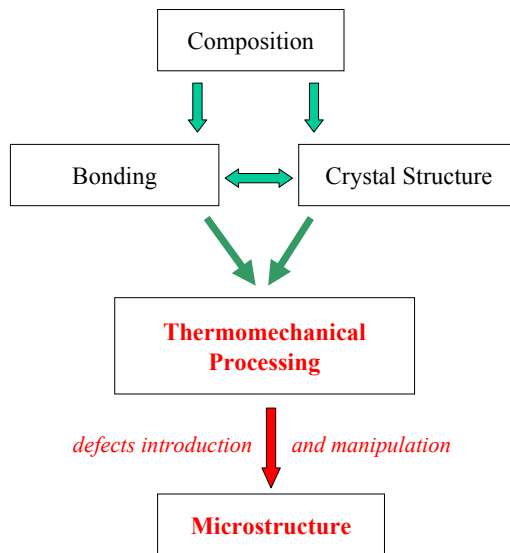 Composition
Bonding
Crystal Structure
Thermomechanical
Processing
defects introduction and manipulation
Microstructure